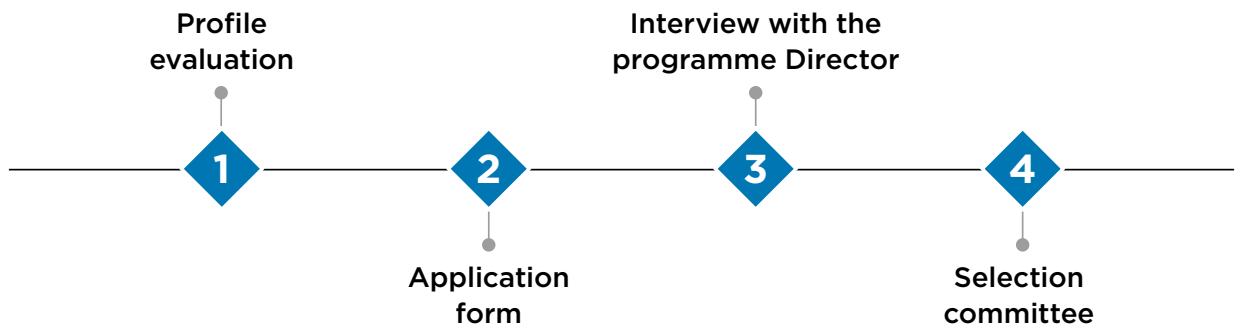 Profile
evaluation
Interview with the
programme Director
1
2
3
4
Application
form
Selection
committee